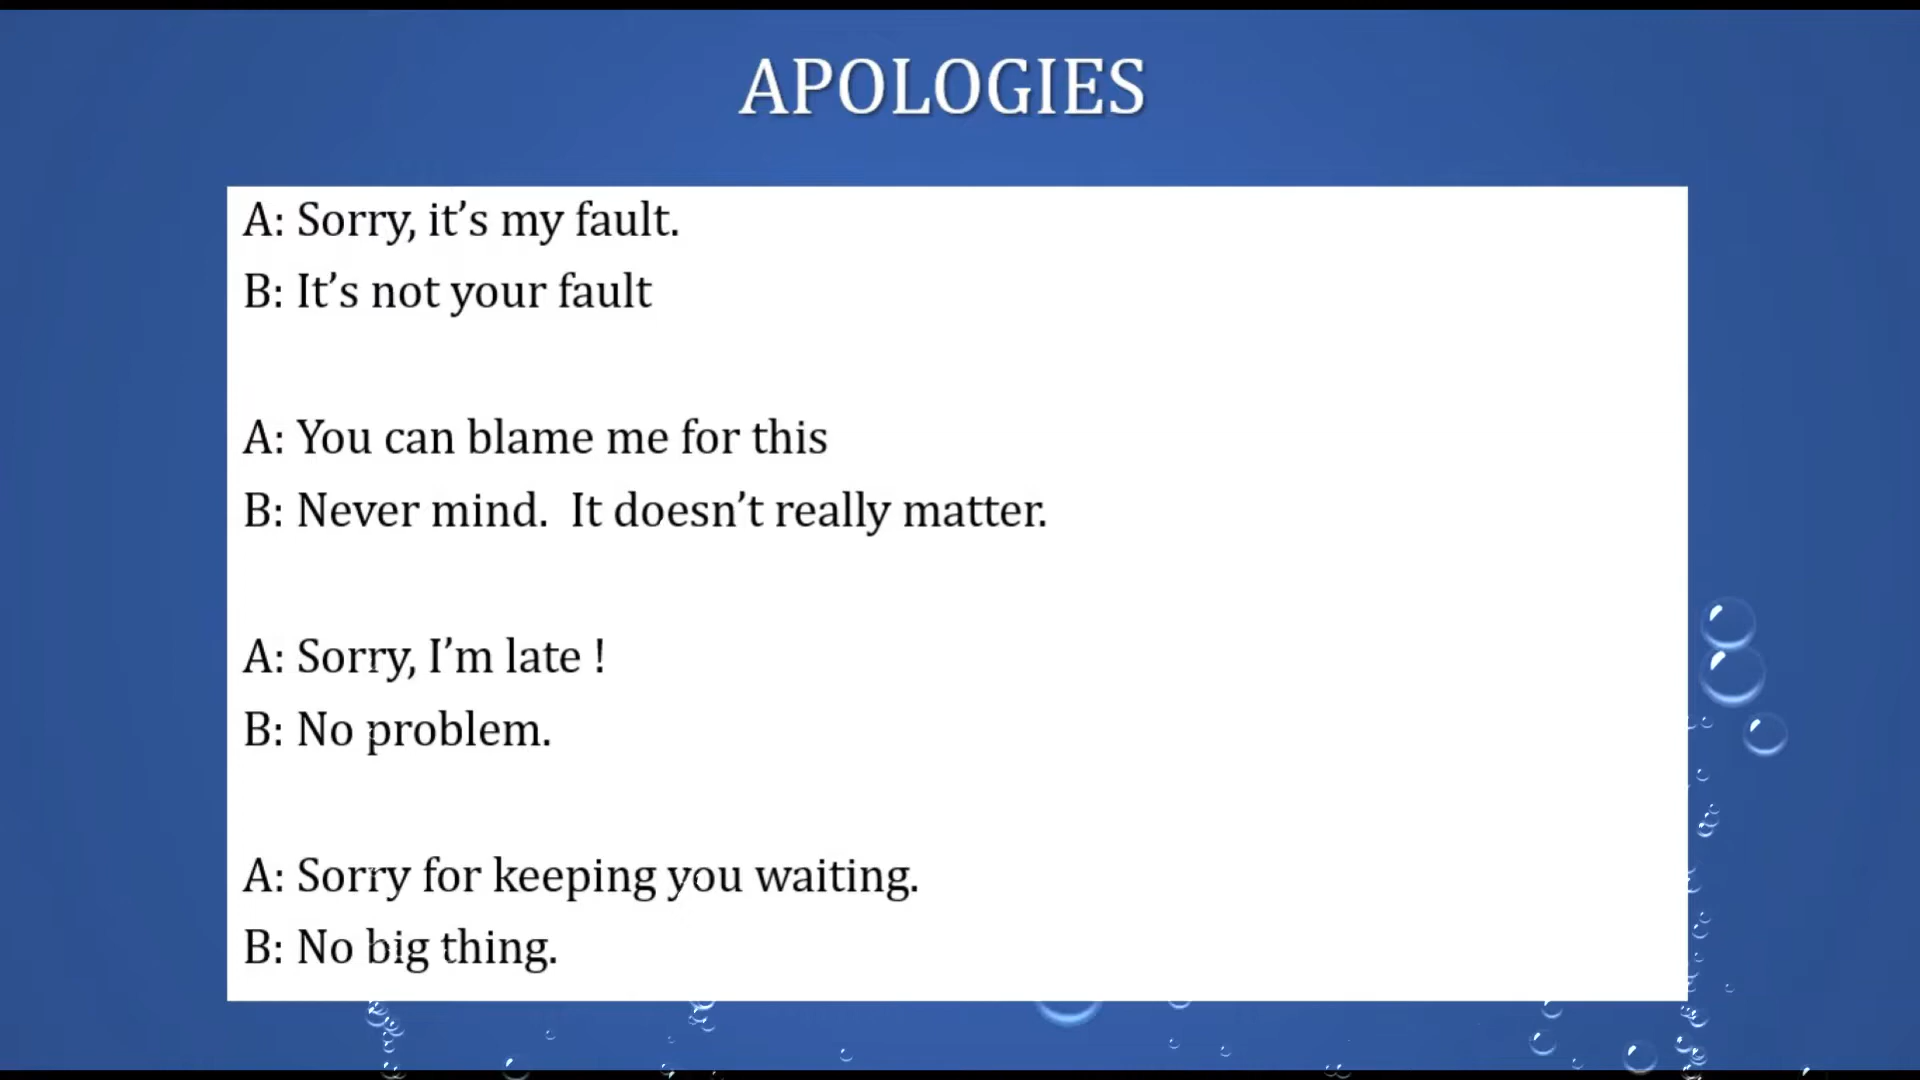 APOLOGIES
A: Sorry, it’s my fault.
B: It’s not your fault
A: You can blame me for this
B: Never mind.  It doesn’t really matter.
A: Sorry, I’m late !
B: No problem.
A: Sorry for keeping you waiting.
B: No big thing.